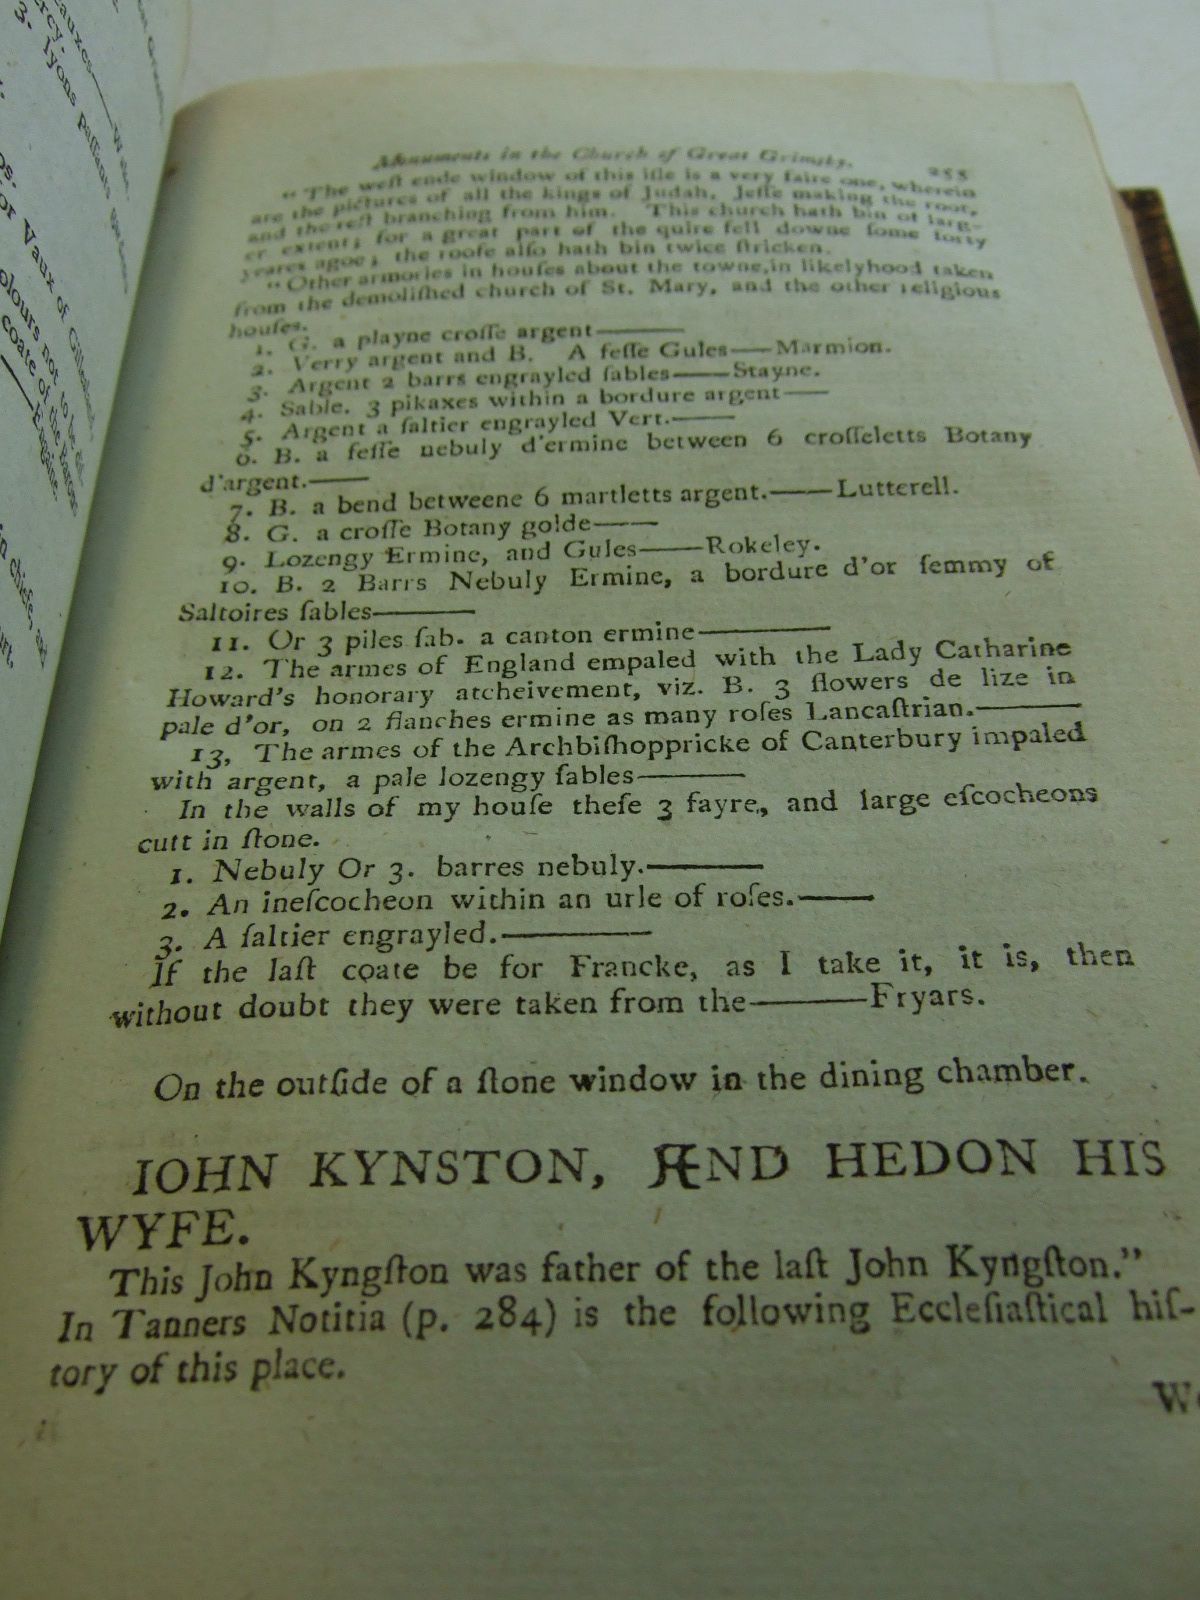 Monuments in the Church of Great Grimsby. 255
“The weſt ende window of this iſle is a very faire one, wherein
are the pictures of all the kings of Judah, Jeſſe making the root,
and the reſt branching from him. This church hath bin of larg-
er extent; for a great part of the quire fell downe ſome forty
yeares agoe; the roofe alſo hath bin twice ſtricken.
“Other armories in houſes about the towne, in likelyhood taken
from the demoliſhed church of St. Mary, and the other religious
houſes.
1. G. a playne croſſe argent——
2. Verry argent and B. A feſſe Gules——Marmion.
3. Argent 2 barrs engrayled ſables——Stayne.
4. Sable. 3 pikaxes within a bordure argent——
5. Argent a ſaltier engrayled Vert.——
6. B. a feſſe nebuly d'ermine between 6 croſſeletts Botany
d'argent.——
7. B. a bend betweene 6 martletts argent.——Lutterell.
8. G. a croſſe Botany golde——
9. Lozengy Ermine, and Gules——Rokeley.
10. B. 2 Barrs Nebuly Ermine, a bordure d'or ſemmy of
Saltoires ſables——
11. Or 3 piles ſab. a canton ermine——
12. The armes of England empaled with the Lady Catharine
Howard's honorary atcheivement, viz. B. 3 flowers de lize in
pale d'or, on 2 flanches ermine as many roſes Lancaſtrian.——
13, The armes of the Archbiſhoppricke of Canterbury impaled
with argent, a pale lozengy ſables——
In the walls of my houſe theſe 3 fayre, and large eſcocheons
cutt in ſtone.
1. Nebuly Or 3. barres nebuly.——
2. An ineſcocheon within an urle of roſes.——
3. A ſaltier engrayled.——
If the laſt coate be for Francke, as I take it, it is, then
without doubt they were taken from the——Fryars.
On the outſide of a ſtone window in the dining chamber.
IOHN KYNSTON, AND HEDON HIS
WYFE.
This John Kyngſton was father of the laſt John Kyngſton.”
In Tanners Notitia (p. 284) is the following Eccleſiaſtical hiſ-
tory of this place.